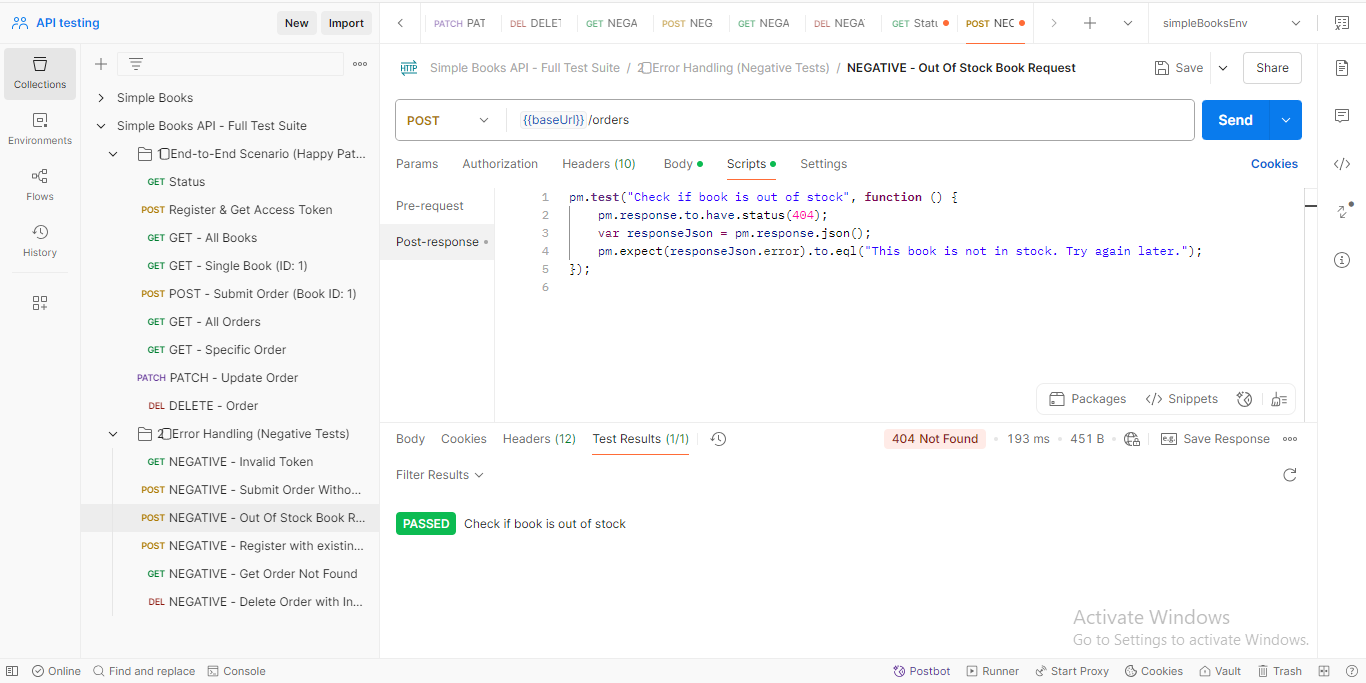 API testing
New
Import
PATCH PAT
DEL DELET
GET NEGA
POST NEG
GET NEGA
DEL NEGA
GET Statu
POST NEC
simpleBooksEnv
Collections
Environments
Flows
History
Simple Books
Simple Books API - Full Test Suite
1 End-to-End Scenario (Happy Pat...
GET Status
POST Register & Get Access Token
GET GET - All Books
GET GET - Single Book (ID: 1)
POST POST - Submit Order (Book ID: 1)
GET GET - All Orders
GET GET - Specific Order
PATCH PATCH - Update Order
DEL DELETE - Order
2 Error Handling (Negative Tests)
GET NEGATIVE - Invalid Token
POST NEGATIVE - Submit Order Witho...
POST NEGATIVE - Out Of Stock Book R...
POST NEGATIVE - Register with existin...
GET NEGATIVE - Get Order Not Found
DEL NEGATIVE - Delete Order with In...
HTTP Simple Books API - Full Test Suite / 2 Error Handling (Negative Tests) / NEGATIVE - Out Of Stock Book Request
Save
Share
POST
{{baseUrl}} /orders
Send
Params Authorization Headers (10) Body Scripts Settings Cookies
Pre-request
Post-response
1 pm.test("Check if book is out of stock", function () {
2 pm.response.to.have.status(404);
3 var responseJson = pm.response.json();
4 pm.expect(responseJson.error).to.eql("This book is not in stock. Try again later.");
5 });
6
Packages </> Snippets
Body Cookies Headers (12) Test Results (1/1)
404 Not Found 193 ms 451 B e.g. Save Response
Filter Results
PASSED Check if book is out of stock
Activate Windows
Go to Settings to activate Windows.
Online Find and replace Console Postbot Runner Start Proxy Cookies Vault Trash